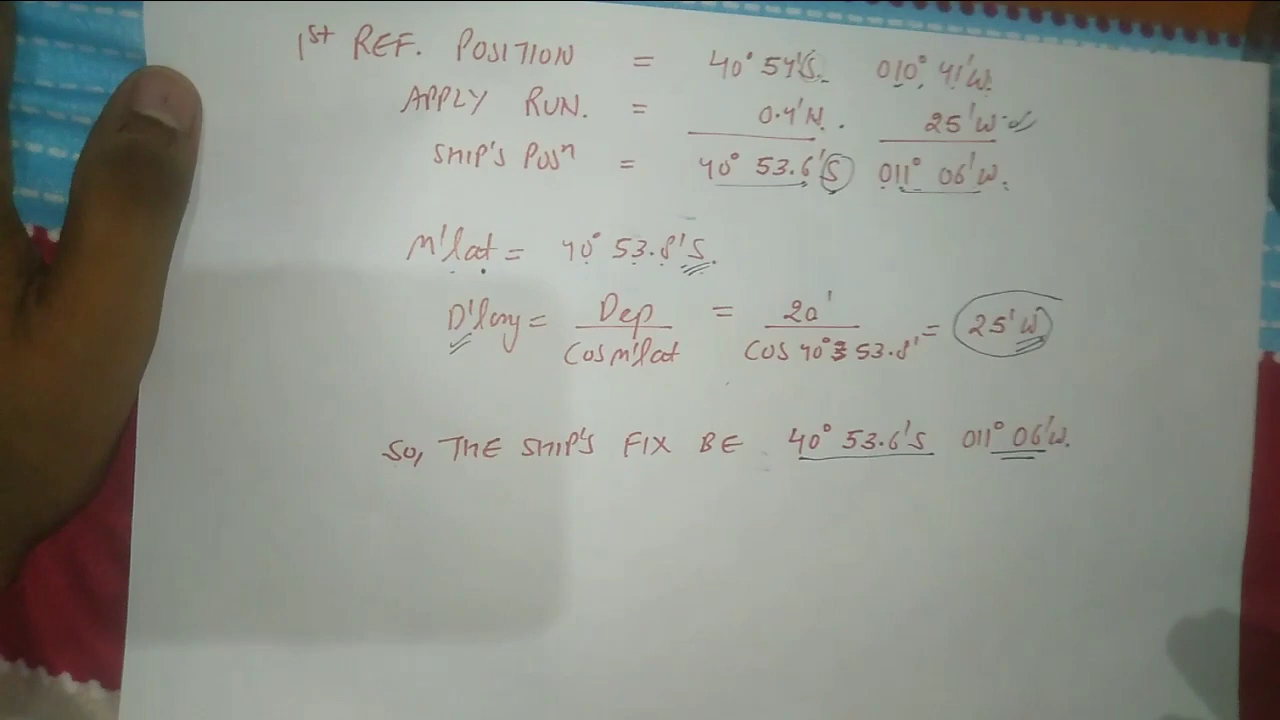 1st REF. POSITION = 40° 54'S. 010° 41'W.
APPLY RUN. = 0.4'N. 25'W.
SHIP'S POSn = 40° 53.6'S 011° 06'W.
M'lat = 40° 53.8'S.
D'long = Dep / Cos m'lat = 20' / COS 40° 53.8' = 25'W
SO, THE SHIP'S FIX BE 40° 53.6'S 011° 06'W.